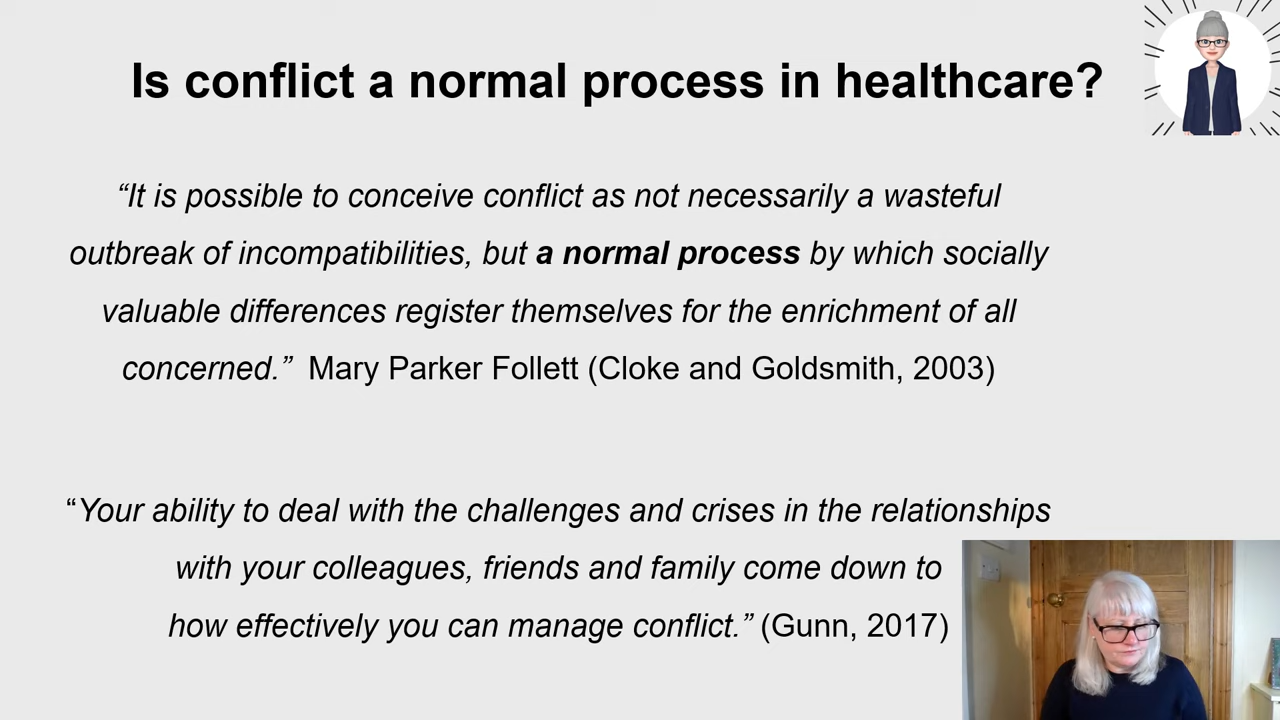 Is conflict a normal process in healthcare?
“It is possible to conceive conflict as not necessarily a wasteful
outbreak of incompatibilities, but a normal process by which socially
valuable differences register themselves for the enrichment of all
concerned.” Mary Parker Follett (Cloke and Goldsmith, 2003)
“Your ability to deal with the challenges and crises in the relationships
with your colleagues, friends and family come down to
how effectively you can manage conflict.” (Gunn, 2017)